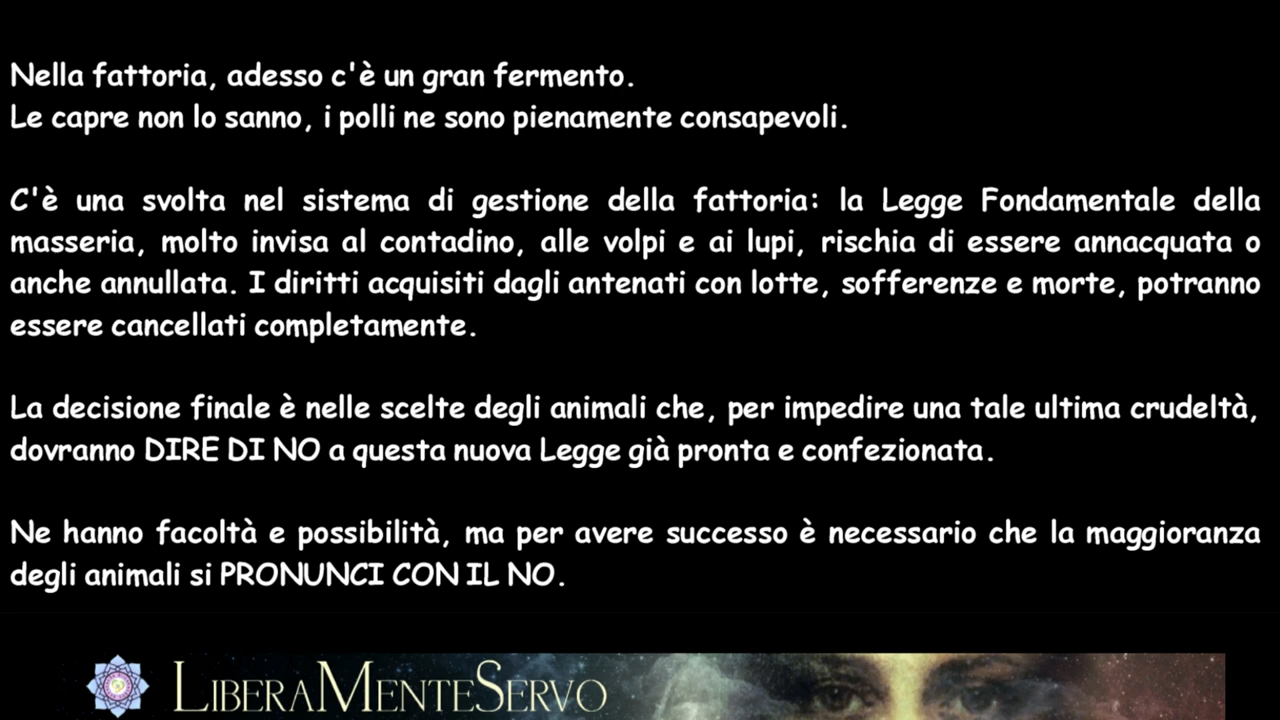 Nella fattoria, adesso c'è un gran fermento.
Le capre non lo sanno, i polli ne sono pienamente consapevoli.
C'è una svolta nel sistema di gestione della fattoria: la Legge Fondamentale della
masseria, molto invisa al contadino, alle volpi e ai lupi, rischia di essere annacquata o
anche annullata. I diritti acquisiti dagli antenati con lotte, sofferenze e morte, potranno
essere cancellati completamente.
La decisione finale è nelle scelte degli animali che, per impedire una tale ultima crudeltà,
dovranno DIRE DI NO a questa nuova Legge già pronta e confezionata.
Ne hanno facoltà e possibilità, ma per avere successo è necessario che la maggioranza
degli animali si PRONUNCI CON IL NO.
LIBERAMENTESERVO